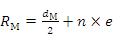 R_M = d_M/2 + n × e